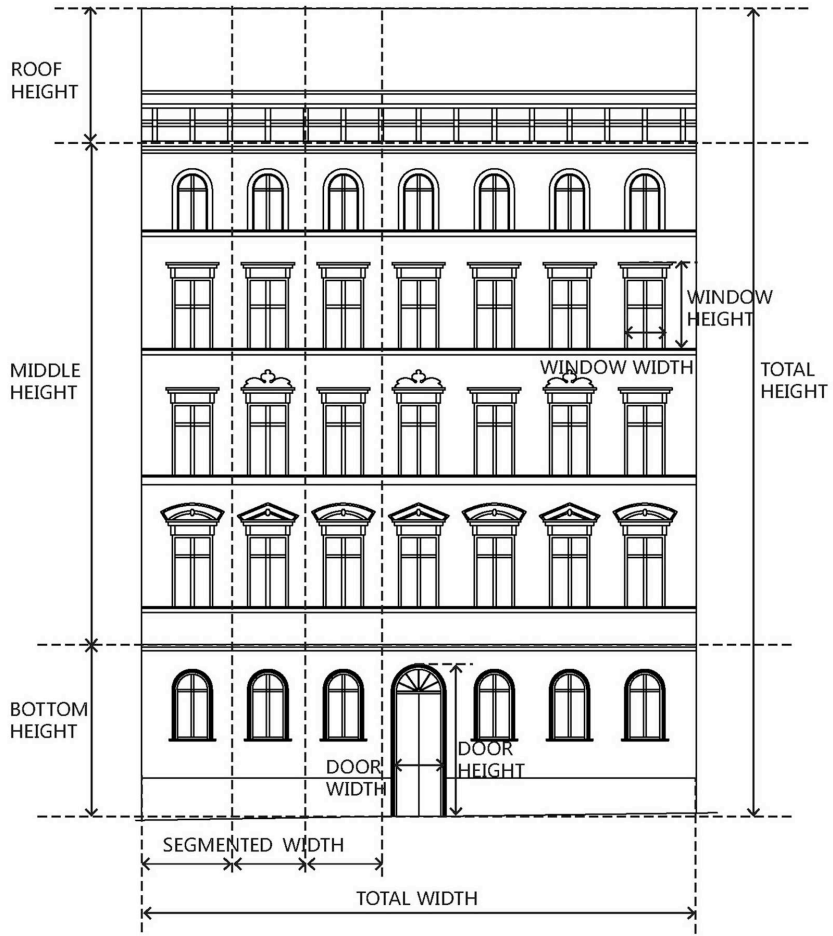 ROOF
HEIGHT
WINDOW
HEIGHT
WINDOW WIDTH
MIDDLE
HEIGHT
TOTAL
HEIGHT
BOTTOM
HEIGHT
DOOR
HEIGHT
DOOR
WIDTH
SEGMENTED WIDTH
TOTAL WIDTH